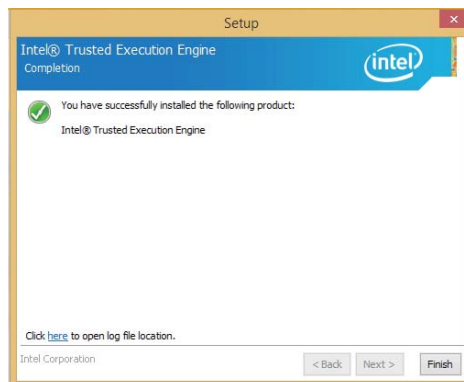 Setup
Intel® Trusted Execution Engine
Completion
intel
You have successfully installed the following product:
Intel® Trusted Execution Engine
Click here to open log file location.
Intel Corporation
< Back Next > Finish